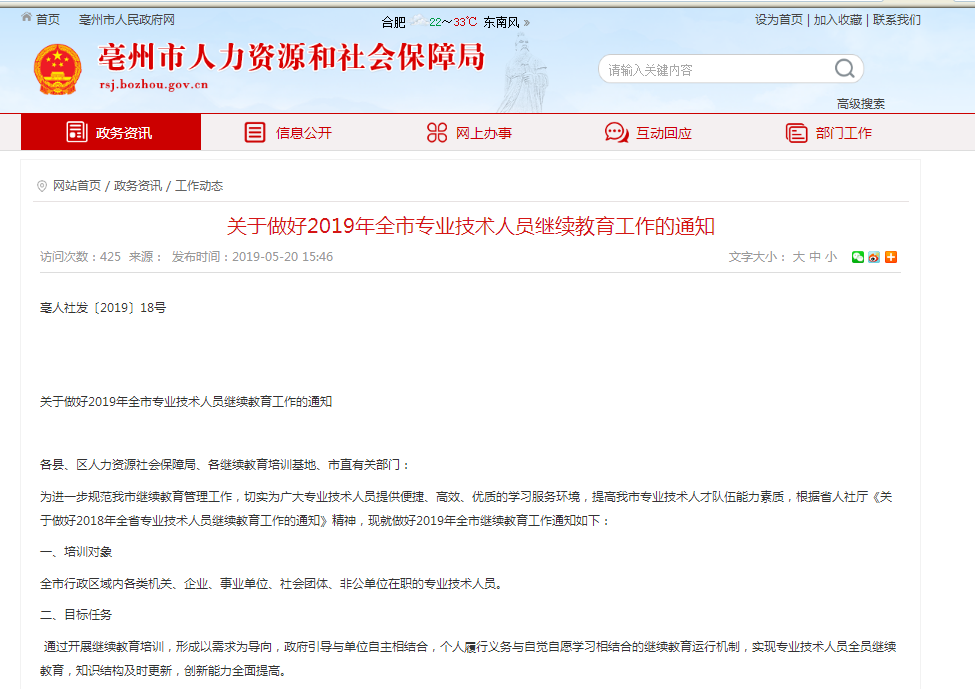 首页 亳州市人民政府网 合肥 22～33℃ 东南风 » 设为首页 | 加入收藏 | 联系我们
亳州市人力资源和社会保障局
rsj.bozhou.gov.cn
请输入关键内容
高级搜索
政务资讯 信息公开 网上办事 互动回应 部门工作
网站首页 / 政务资讯 / 工作动态
关于做好2019年全市专业技术人员继续教育工作的通知
访问次数：425 来源： 发布时间：2019-05-20 15:46 文字大小： 大 中 小
亳人社发〔2019〕18号
关于做好2019年全市专业技术人员继续教育工作的通知
各县、区人力资源社会保障局、各继续教育培训基地、市直有关部门：
为进一步规范我市继续教育管理工作，切实为广大专业技术人员提供便捷、高效、优质的学习服务环境，提高我市专业技术人才队伍能力素质，根据省人社厅《关
于做好2018年全省专业技术人员继续教育工作的通知》精神，现就做好2019年全市继续教育工作通知如下：
一、培训对象
全市行政区域内各类机关、企业、事业单位、社会团体、非公单位在职的专业技术人员。
二、目标任务
通过开展继续教育培训，形成以需求为导向，政府引导与单位自主相结合，个人履行义务与自觉自愿学习相结合的继续教育运行机制，实现专业技术人员全员继续
教育，知识结构及时更新，创新能力全面提高。